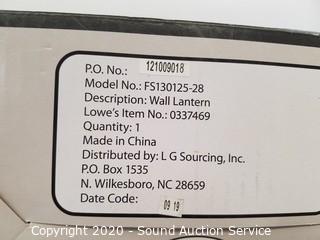 P.O. No.: 121009018
Model No.: FS130125-28
Description: Wall Lantern
Lowe's Item No.: 0337469
Quantity: 1
Made in China
Distributed by: L G Sourcing, Inc.
P.O. Box 1535
N. Wilkesboro, NC 28659
Date Code: 09 19
Copyright © 2020 - Sound Auction Service